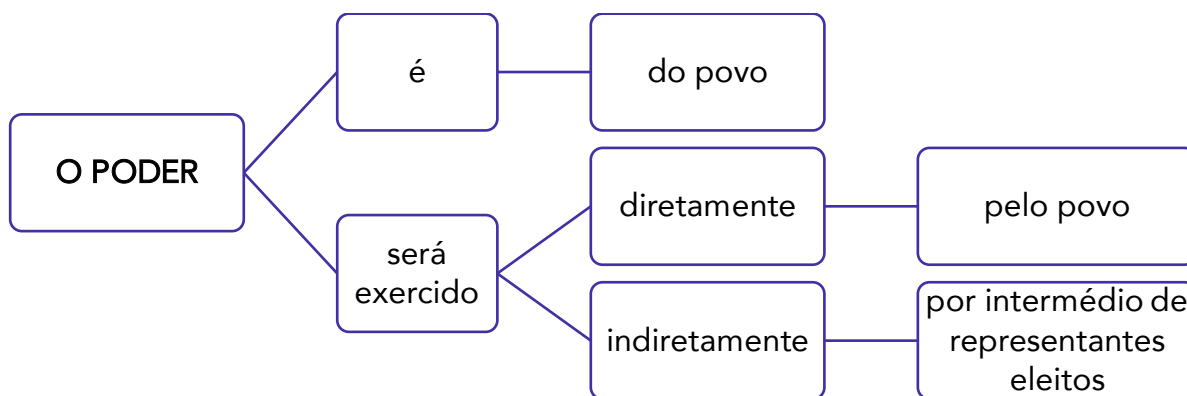 O PODER
é
do povo
será
exercido
diretamente
pelo povo
indiretamente
por intermédio de
representantes
eleitos